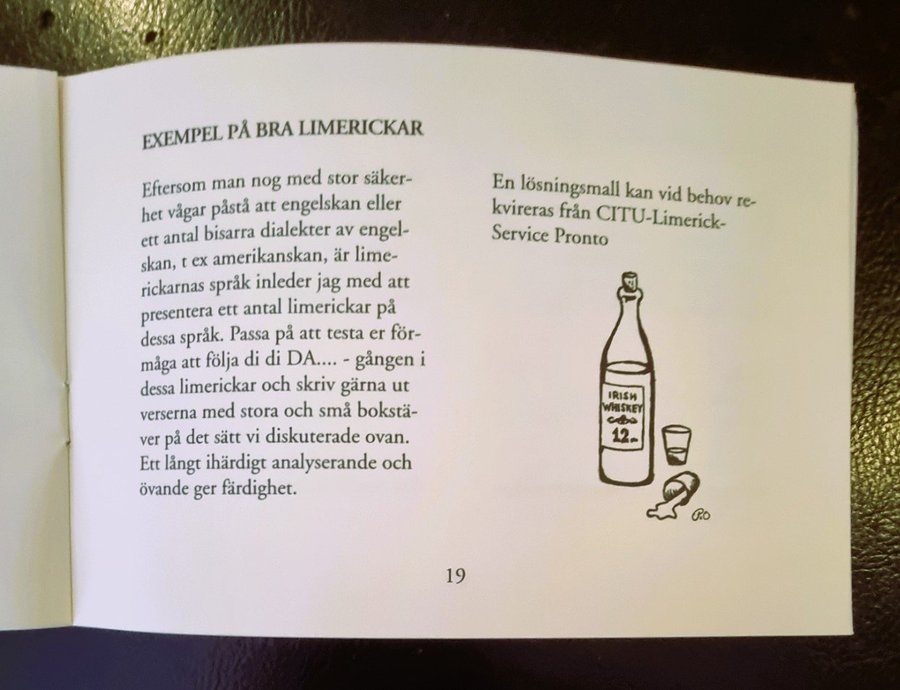 EXEMPEL PÅ BRA LIMERICKAR
Eftersom man nog med stor säker-
het vågar påstå att engelskan eller
ett antal bisarra dialekter av engel-
skan, t ex amerikanskan, är lime-
rickarnas språk inleder jag med att
presentera ett antal limerickar på
dessa språk. Passa på att testa er för-
måga att följa di di DA.... - gången i
dessa limerickar och skriv gärna ut
verserna med stora och små bokstä-
ver på det sätt vi diskuterade ovan.
Ett långt ihärdigt analyserande och
övande ger färdighet.
En lösningsmall kan vid behov re-
kvireras från CITU-Limerick-
Service Pronto
IRISH
WHISKEY
12
19